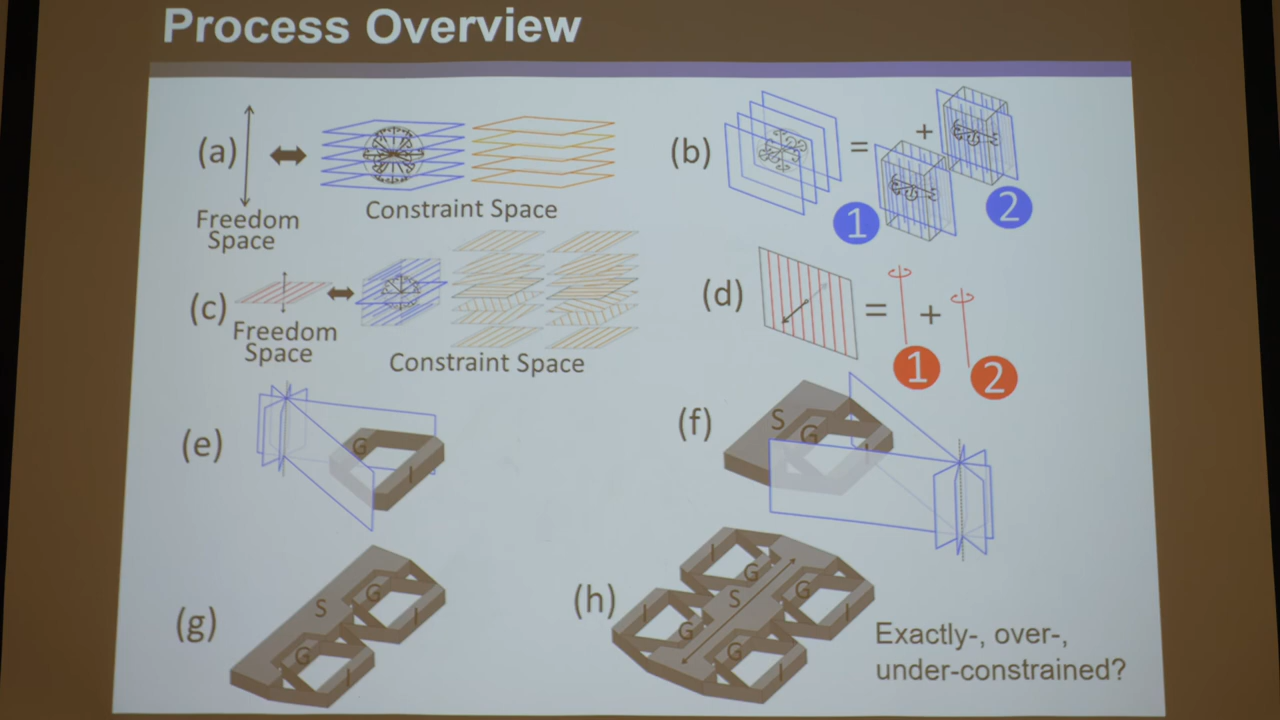 Process Overview
(a)
Freedom
Space
Constraint Space
(b)
=
+
1
2
(c)
Freedom
Space
Constraint Space
(d)
=
+
1
2
(e)
G
I
(f)
S
G
I
(g)
S
G
I
G
I
(h)
I
G
S
G
I
I
G
G
I
Exactly-, over-,
under-constrained?